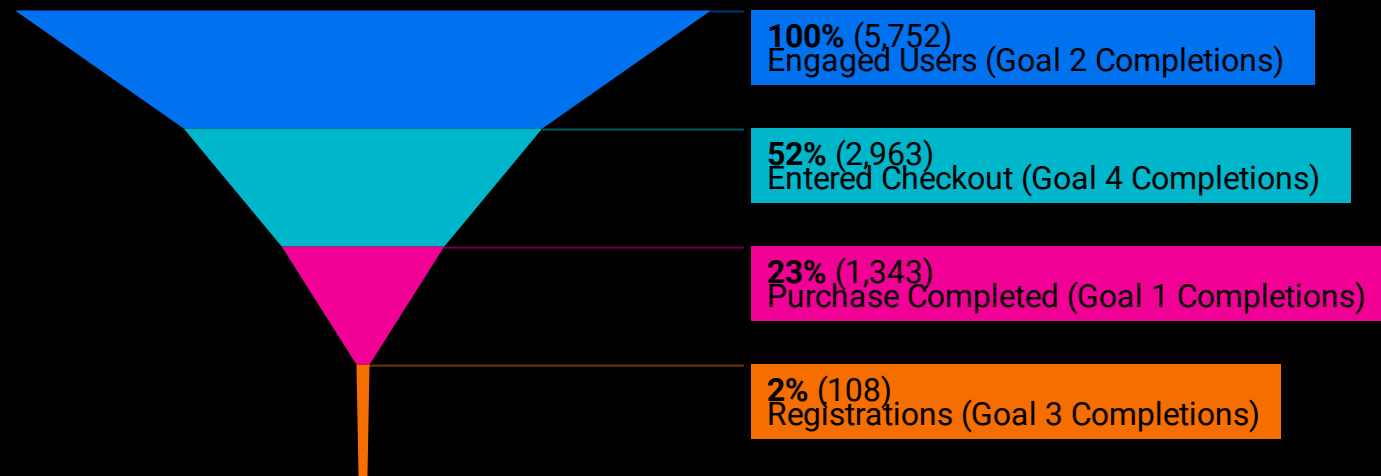 100% (5,752)
Engaged Users (Goal 2 Completions)
52% (2,963)
Entered Checkout (Goal 4 Completions)
23% (1,343)
Purchase Completed (Goal 1 Completions)
2% (108)
Registrations (Goal 3 Completions)